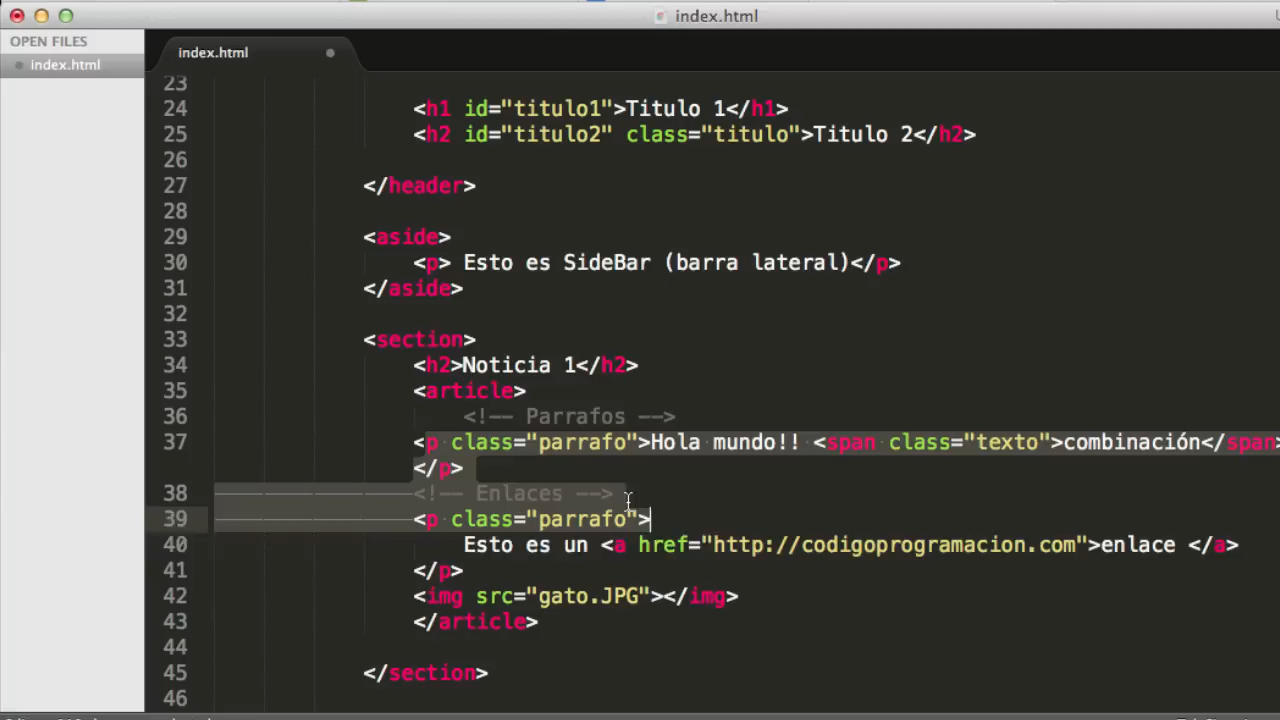 index.html
OPEN FILES
index.html
index.html
23
24 <h1 id="titulo1">Titulo 1</h1>
25 <h2 id="titulo2" class="titulo">Titulo 2</h2>
26
27 </header>
28
29 <aside>
30 <p> Esto es SideBar (barra lateral)</p>
31 </aside>
32
33 <section>
34 <h2>Noticia 1</h2>
35 <article>
36 <!-- Parrafos -->
37 <p class="parrafo">Hola mundo!! <span class="texto">combinación</span>
</p>
38 <!-- Enlaces -->
39 <p class="parrafo">
40 Esto es un <a href="http://codigoprogramacion.com">enlace </a>
41 </p>
42 <img src="gato.JPG"></img>
43 </article>
44
45 </section>
46